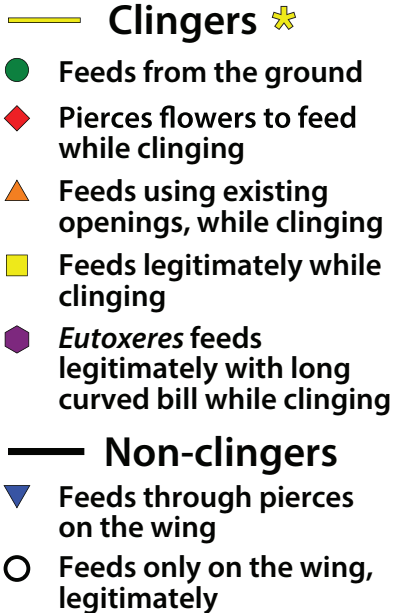 Clingers *
Feeds from the ground
Pierces flowers to feed
while clinging
Feeds using existing
openings, while clinging
Feeds legitimately while
clinging
Eutoxeres feeds
legitimately with long
curved bill while clinging
Non-clingers
Feeds through pierces
on the wing
Feeds only on the wing,
legitimately